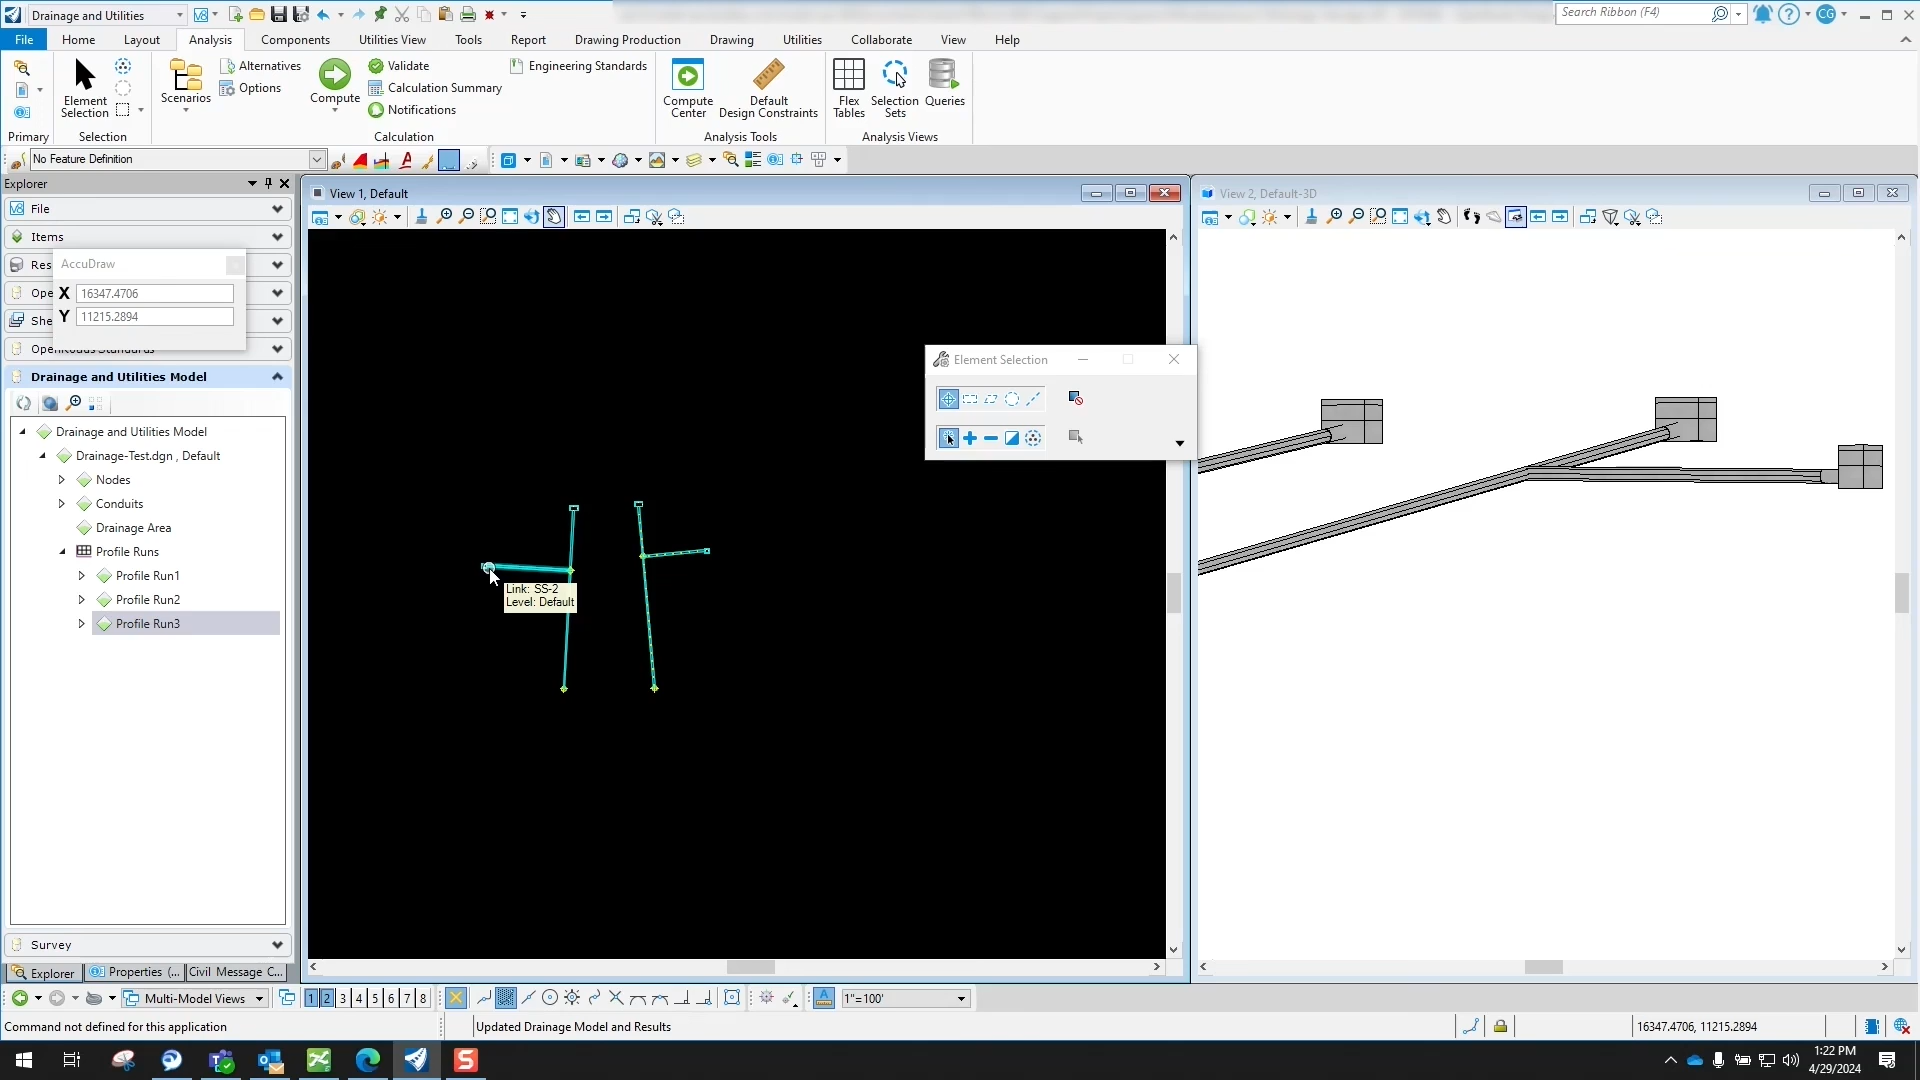 Drainage and Utilities
Search Ribbon (F4)
CG
File
Home
Layout
Analysis
Components
Utilities View
Tools
Report
Drawing Production
Drawing
Utilities
Collaborate
View
Help
Element
Selection
Scenarios
Alternatives
Options
Compute
Validate
Calculation Summary
Notifications
Engineering Standards
Compute
Center
Default
Design Constraints
Flex
Tables
Selection
Sets
Queries
Primary
Selection
Calculation
Analysis Tools
Analysis Views
No Feature Definition
Explorer
File
Items
Res
Ope
She
OpenRoads Standards
AccuDraw
X 16347.4706
Y 11215.2894
Drainage and Utilities Model
Drainage and Utilities Model
Drainage-Test.dgn , Default
Nodes
Conduits
Drainage Area
Profile Runs
Profile Run1
Profile Run2
Profile Run3
Survey
Explorer
Properties (...
Civil Message C...
View 1, Default
Link: SS-2
Level: Default
Element Selection
View 2, Default-3D
Multi-Model Views
1 2 3 4 5 6 7 8
1"=100'
Command not defined for this application
Updated Drainage Model and Results
16347.4706, 11215.2894
1:22 PM
4/29/2024